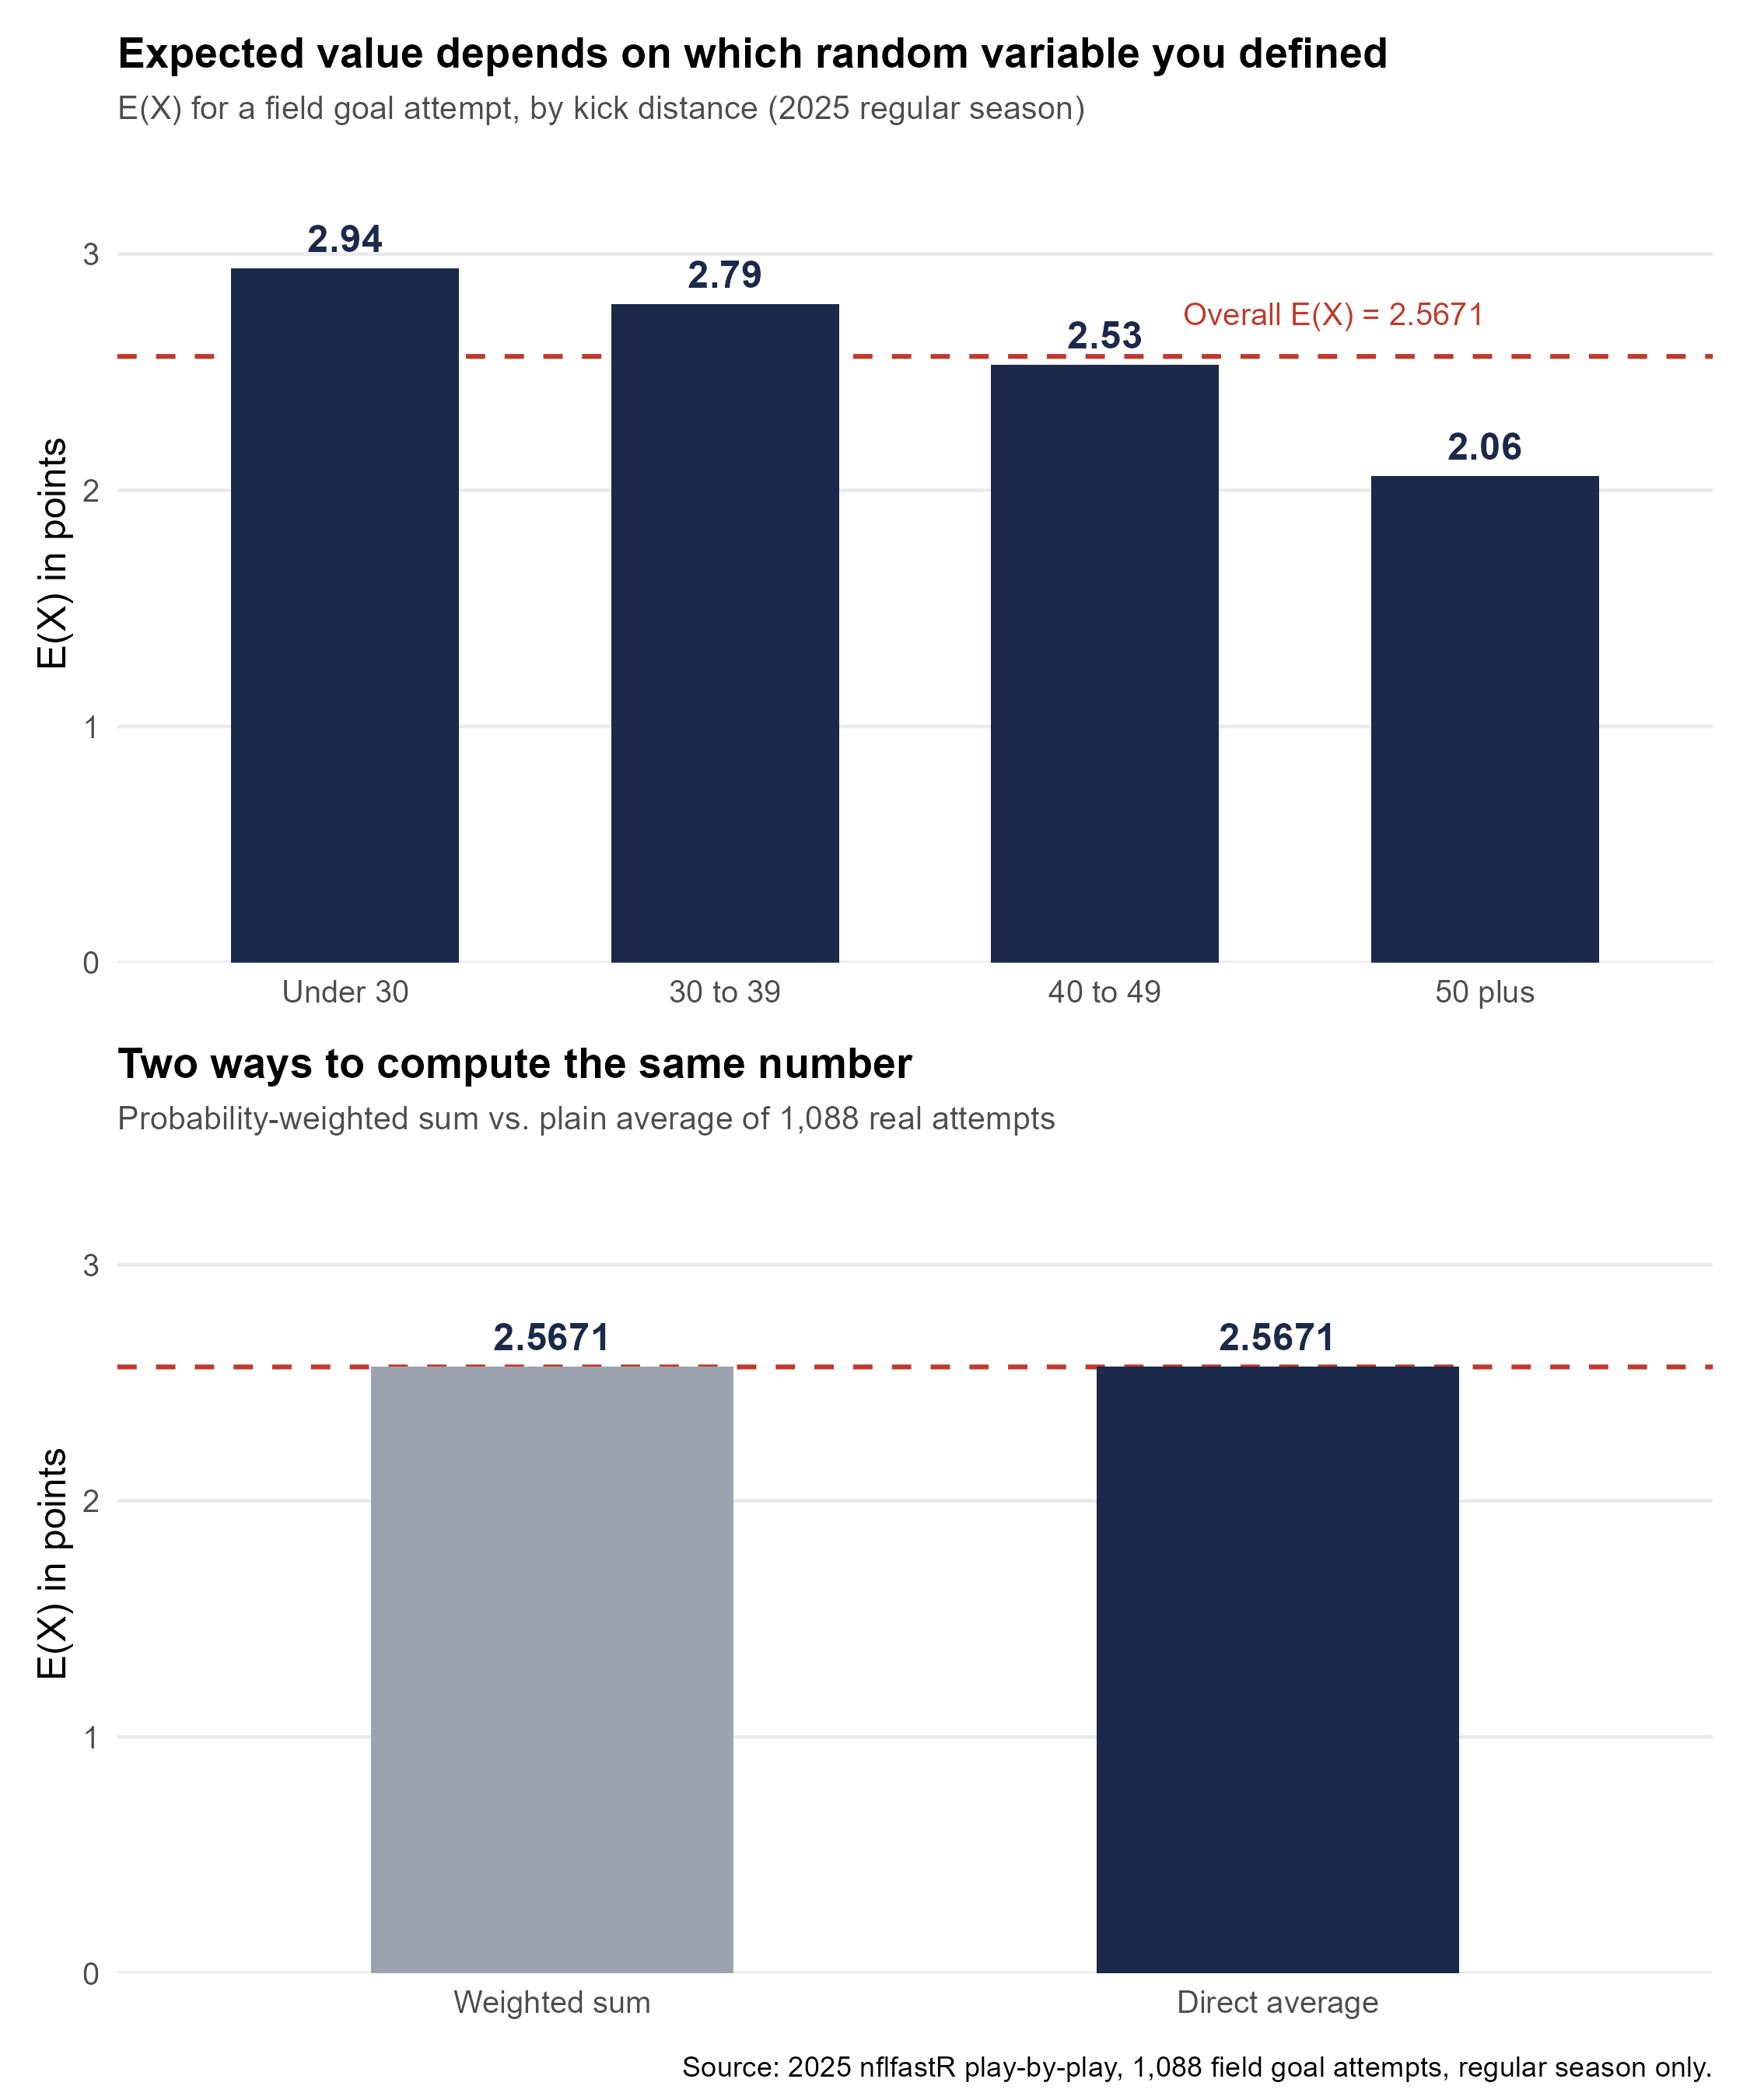 Expected value depends on which random variable you defined
E(X) for a field goal attempt, by kick distance (2025 regular season)
E(X) in points
3
2
1
0
2.94
2.79
2.53
2.06
Overall E(X) = 2.5671
Under 30
30 to 39
40 to 49
50 plus
Two ways to compute the same number
Probability-weighted sum vs. plain average of 1,088 real attempts
E(X) in points
3
2
1
0
2.5671
2.5671
Weighted sum
Direct average
Source: 2025 nflfastR play-by-play, 1,088 field goal attempts, regular season only.